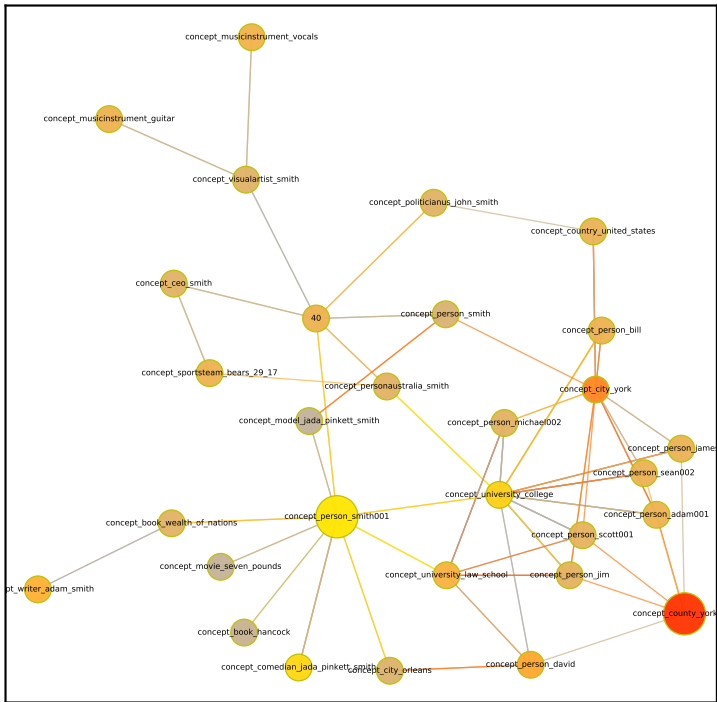 concept_musicinstrument_vocals
concept_musicinstrument_guitar
concept_visualartist_smith
concept_politicianus_john_smith
concept_country_united_states
concept_ceo_smith
40
concept_person_smith
concept_person_bill
concept_sportsteam_bears_29_17
concept_personaustralia_smith
concept_city_york
concept_model_jada_pinkett_smith
concept_person_michael002
concept_person_james
concept_person_sean002
concept_university_college
concept_person_smith001
concept_person_adam001
concept_book_wealth_of_nations
concept_person_scott001
concept_movie_seven_pounds
concept_university_law_school
concept_person_jim
pt_writer_adam_smith
concept_county_york
concept_book_hancock
concept_comedian_jada_pinkett_smith
concept_city_orleans
concept_person_david